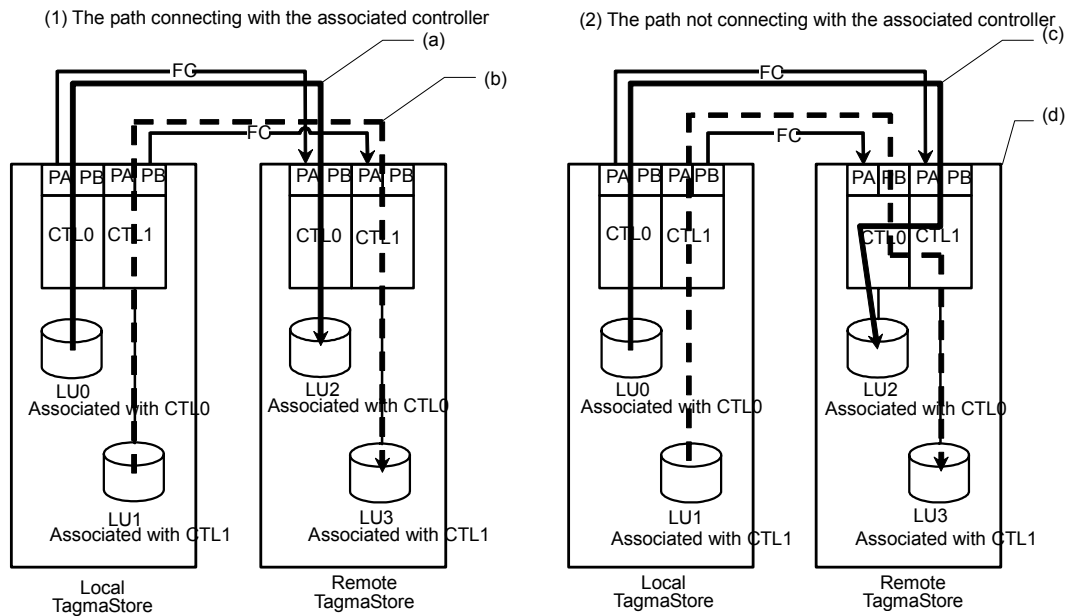 (1) The path connecting with the associated controller
(a)
FC
(b)
FC
PA PB PA PB
CTL0 CTL1
PA PB PA PB
CTL0 CTL1
LU0
Associated with CTL0
LU2
Associated with CTL0
LU1
Associated with CTL1
LU3
Associated with CTL1
Local
TagmaStore
Remote
TagmaStore
(2) The path not connecting with the associated controller
(c)
FC
(d)
FC
PA PB PA PB
CTL0 CTL1
PA PB PA PB
CTL0 CTL1
LU0
Associated with CTL0
LU2
Associated with CTL0
LU1
Associated with CTL1
LU3
Associated with CTL1
Local
TagmaStore
Remote
TagmaStore